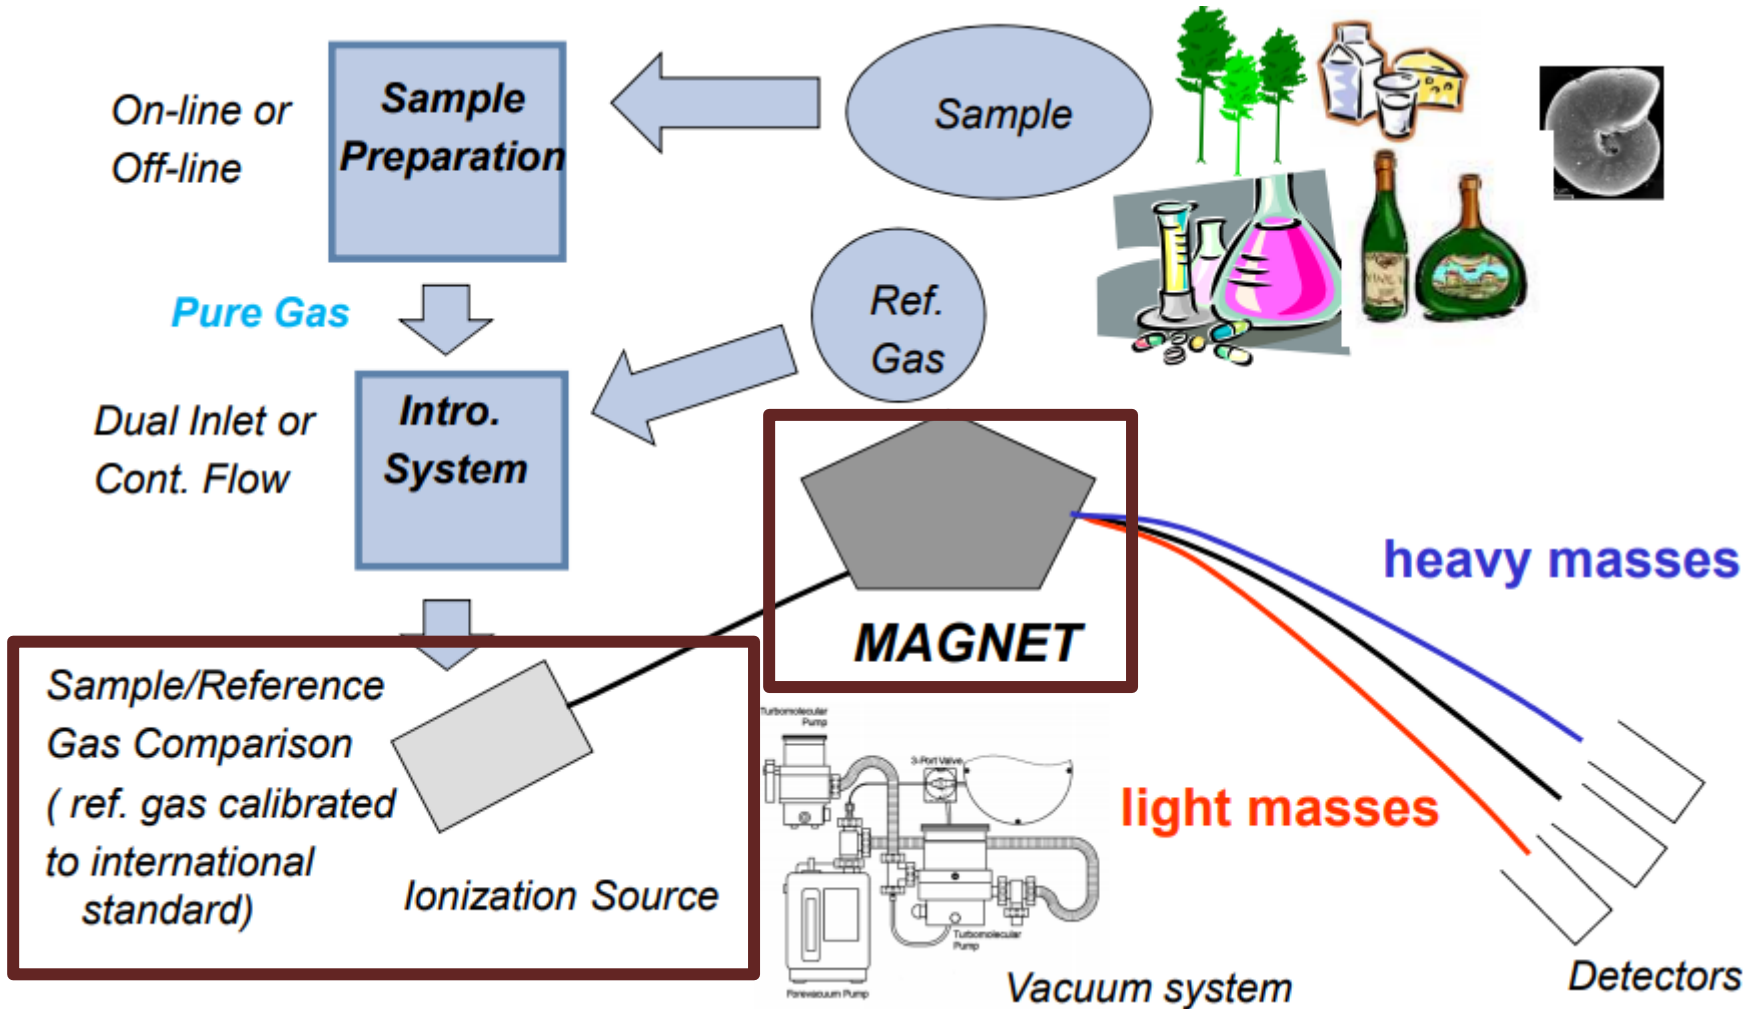 On-line or
Off-line
Sample
Preparation
Sample
Pure Gas
Ref.
Gas
Dual Inlet or
Cont. Flow
Intro.
System
MAGNET
heavy masses
light masses
Sample/Reference
Gas Comparison
( ref. gas calibrated
to international
standard)
Ionization Source
Turbomolecular
Pump
3-Port Valve
Turbomolecular
Pump
Forevacuum Pump
Vacuum system
Detectors